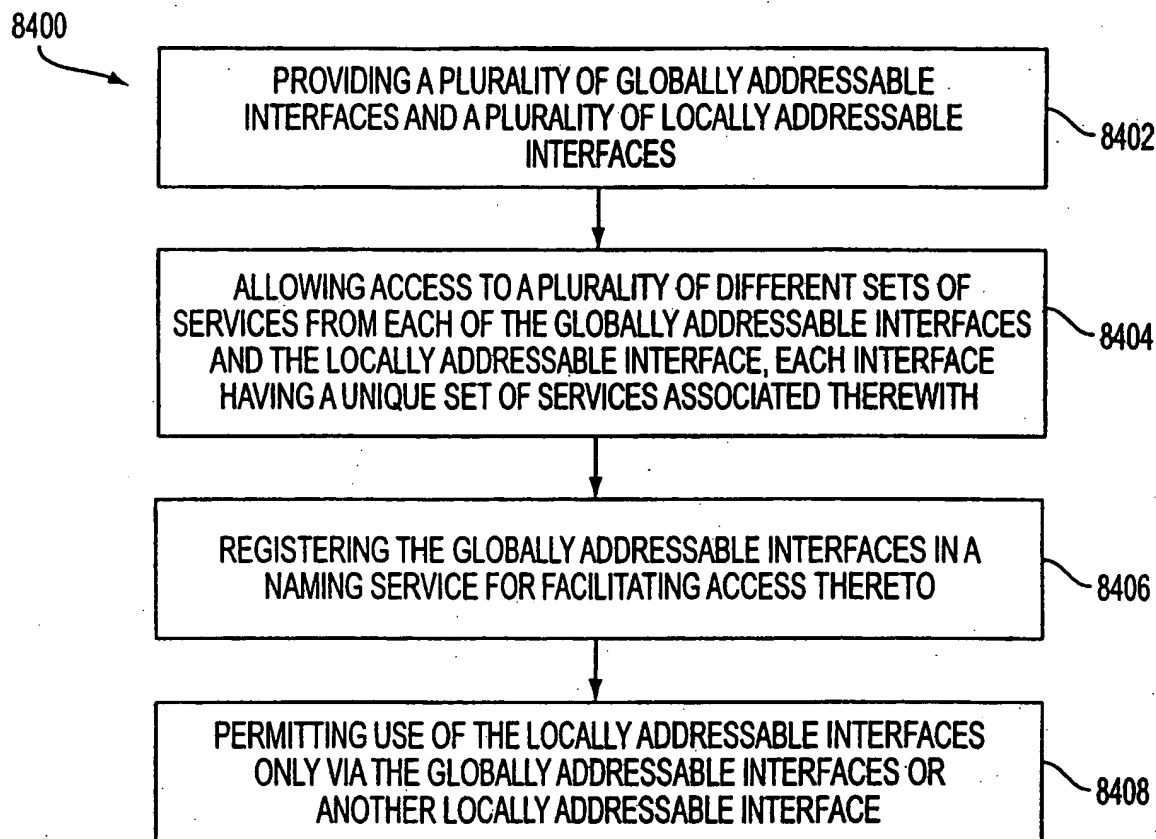 8400
PROVIDING A PLURALITY OF GLOBALLY ADDRESSABLE
INTERFACES AND A PLURALITY OF LOCALLY ADDRESSABLE
INTERFACES
8402
ALLOWING ACCESS TO A PLURALITY OF DIFFERENT SETS OF
SERVICES FROM EACH OF THE GLOBALLY ADDRESSABLE INTERFACES
AND THE LOCALLY ADDRESSABLE INTERFACE, EACH INTERFACE
HAVING A UNIQUE SET OF SERVICES ASSOCIATED THEREWITH
8404
REGISTERING THE GLOBALLY ADDRESSABLE INTERFACES IN A
NAMING SERVICE FOR FACILITATING ACCESS THERETO
8406
PERMITTING USE OF THE LOCALLY ADDRESSABLE INTERFACES
ONLY VIA THE GLOBALLY ADDRESSABLE INTERFACES OR
ANOTHER LOCALLY ADDRESSABLE INTERFACE
8408